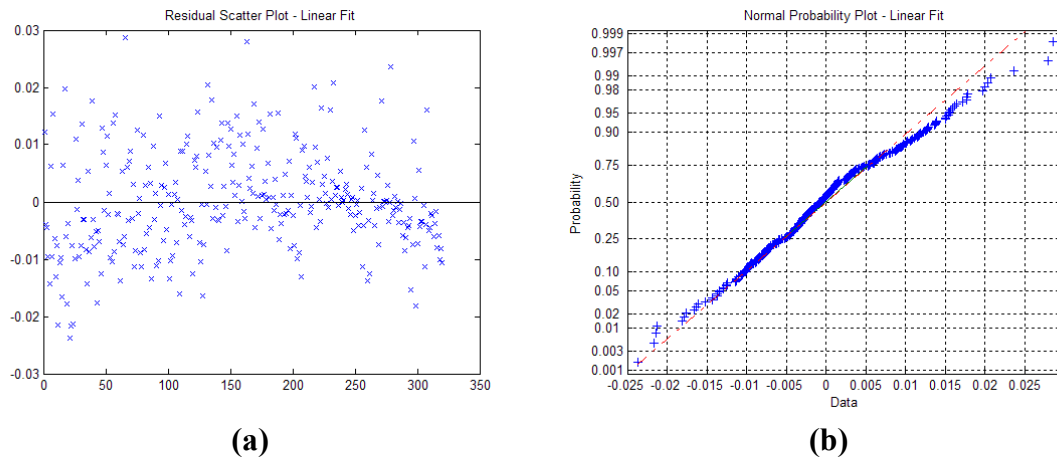 Residual Scatter Plot - Linear Fit
0.03
0.02
0.01
0
-0.01
-0.02
-0.03
0 50 100 150 200 250 300 350
(a)
Normal Probability Plot - Linear Fit
0.999
0.997
0.99
0.98
0.95
0.90
0.75
0.50
0.25
0.10
0.05
0.02
0.01
0.003
0.001
Probability
-0.025 -0.02 -0.015 -0.01 -0.005 0 0.005 0.01 0.015 0.02 0.025
Data
(b)